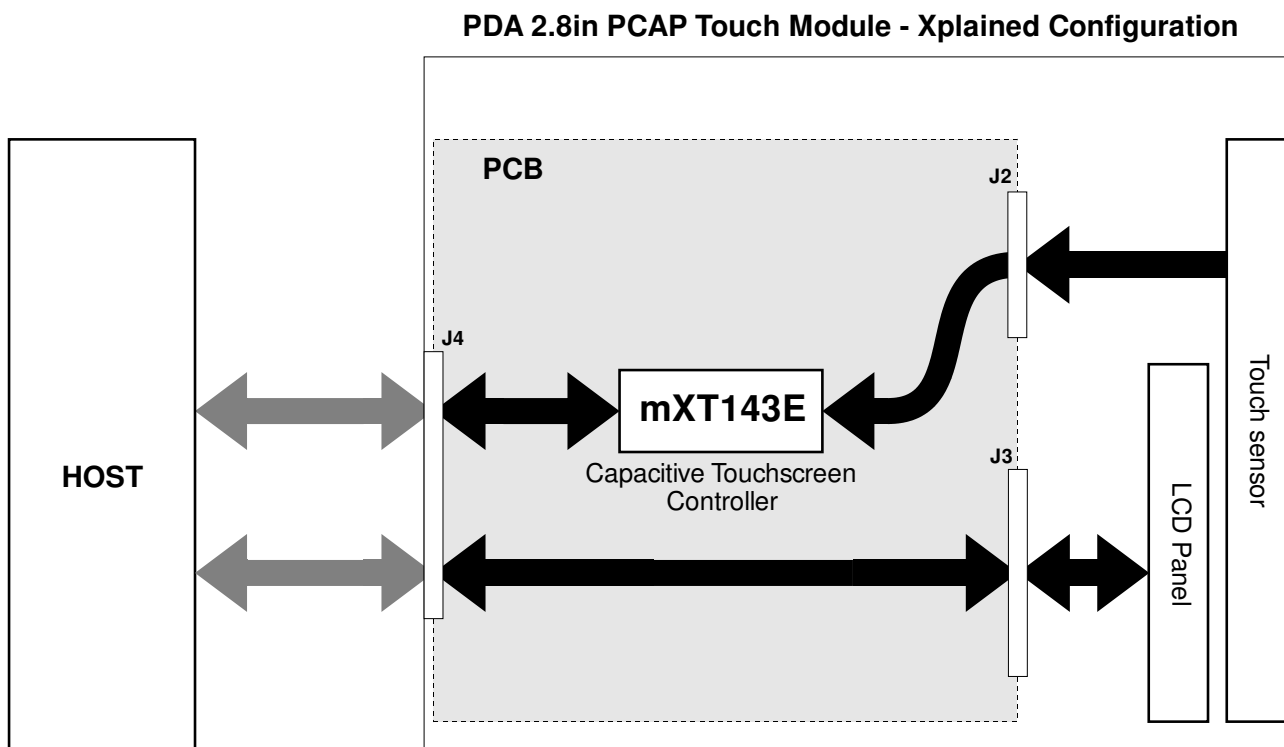 PDA 2.8in PCAP Touch Module - Xplained Configuration
PCB
J2
J4
mXT143E
Capacitive Touchscreen
Controller
HOST
J3
LCD Panel
Touch sensor